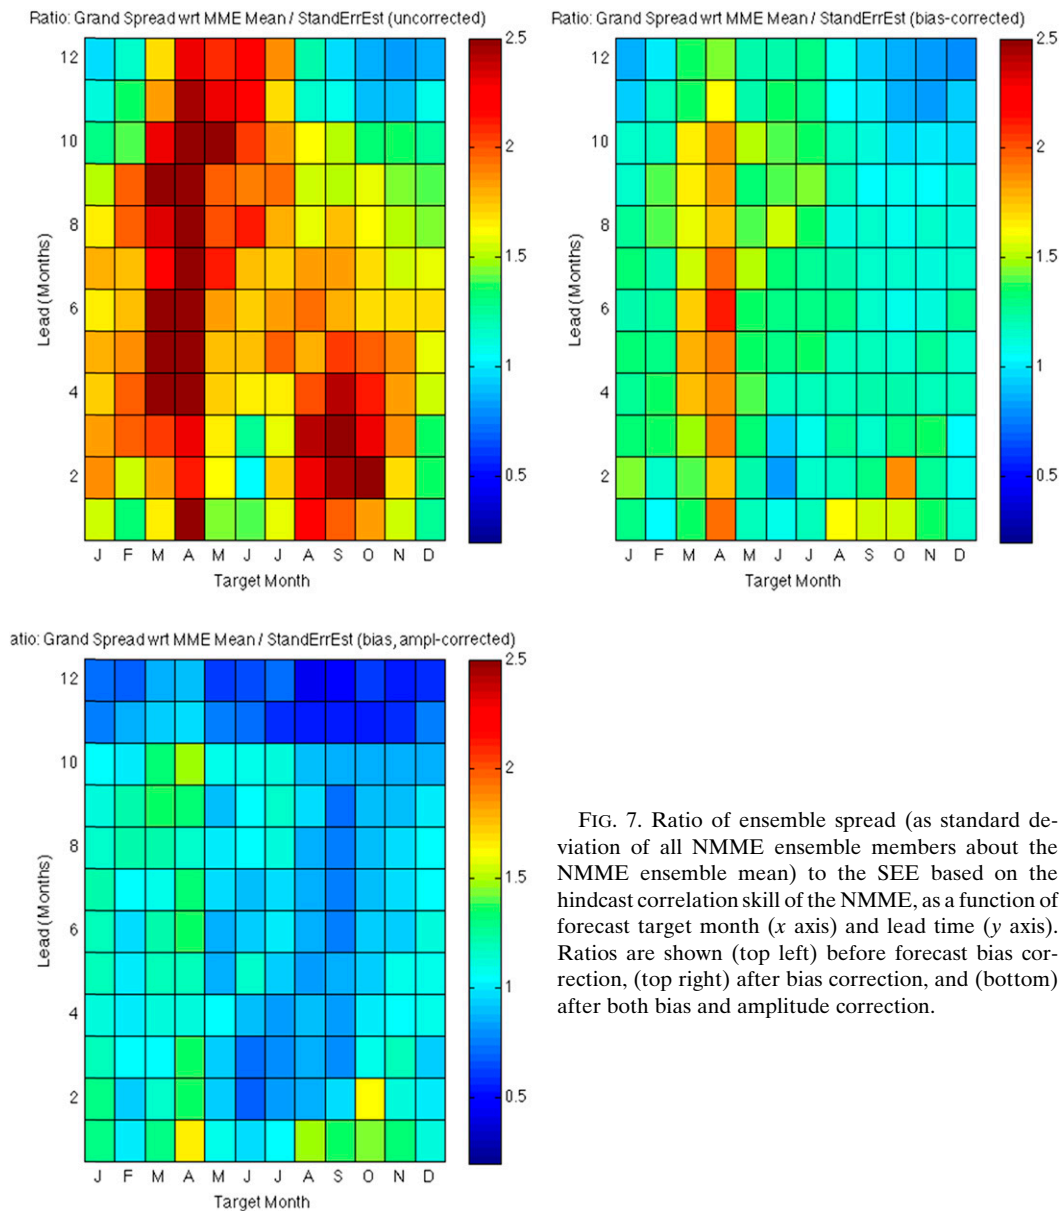 Ratio: Grand Spread wrt MME Mean / StandErrEst (uncorrected)
12
10
8
6
4
2
Lead (Months)
J F M A M J J A S O N D
Target Month
2.5
2
1.5
1
0.5
Ratio: Grand Spread wrt MME Mean / StandErrEst (bias-corrected)
12
10
8
6
4
2
Lead (Months)
J F M A M J J A S O N D
Target Month
2.5
2
1.5
1
0.5
atio: Grand Spread wrt MME Mean / StandErrEst (bias, ampl-corrected)
12
10
8
6
4
2
Lead (Months)
J F M A M J J A S O N D
Target Month
2.5
2
1.5
1
0.5
FIG. 7. Ratio of ensemble spread (as standard de-
viation of all NMME ensemble members about the
NMME ensemble mean) to the SEE based on the
hindcast correlation skill of the NMME, as a function of
forecast target month (x axis) and lead time (y axis).
Ratios are shown (top left) before forecast bias cor-
rection, (top right) after bias correction, and (bottom)
after both bias and amplitude correction.